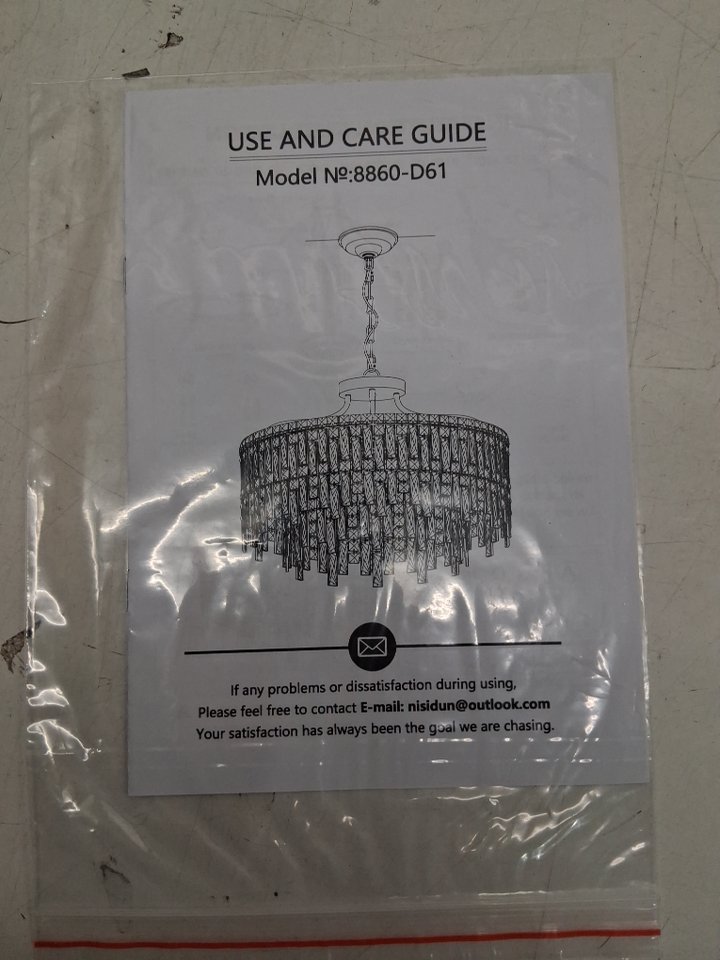 USE AND CARE GUIDE
Model №:8860-D61
If any problems or dissatisfaction during using,
Please feel free to contact E-mail: nisidun@outlook.com
Your satisfaction has always been the goal we are chasing.